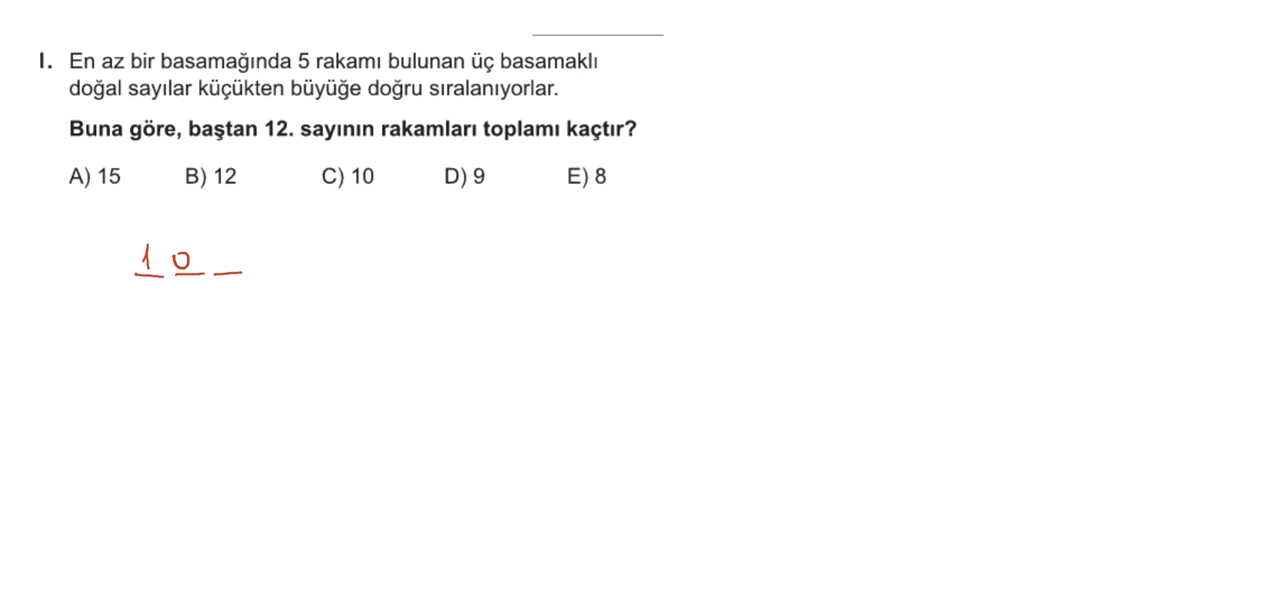 I. En az bir basamağında 5 rakamı bulunan üç basamaklı
doğal sayılar küçükten büyüğe doğru sıralanıyorlar.
Buna göre, baştan 12. sayının rakamları toplamı kaçtır?
A) 15 B) 12 C) 10 D) 9 E) 8
1 0 _